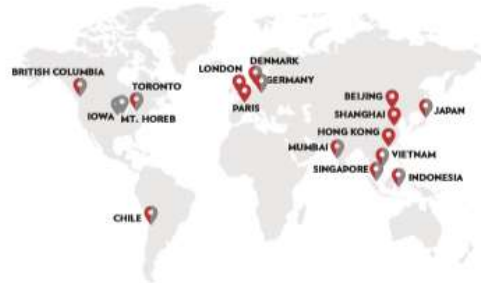 DENMARK
LONDON
GERMANY
BRITISH COLUMBIA
TORONTO
PARIS
BEIJING
IOWA
MT. HOREB
SHANGHAI
JAPAN
HONG KONG
MUMBAI
VIETNAM
SINGAPORE
INDONESIA
CHILE